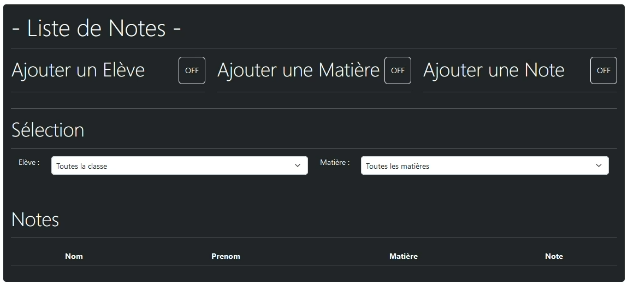 - Liste de Notes -
Ajouter un Elève OFF Ajouter une Matière OFF Ajouter une Note OFF
Sélection
Elève : Toutes la classe Matière : Toutes les matières
Notes
Nom Prenom Matière Note